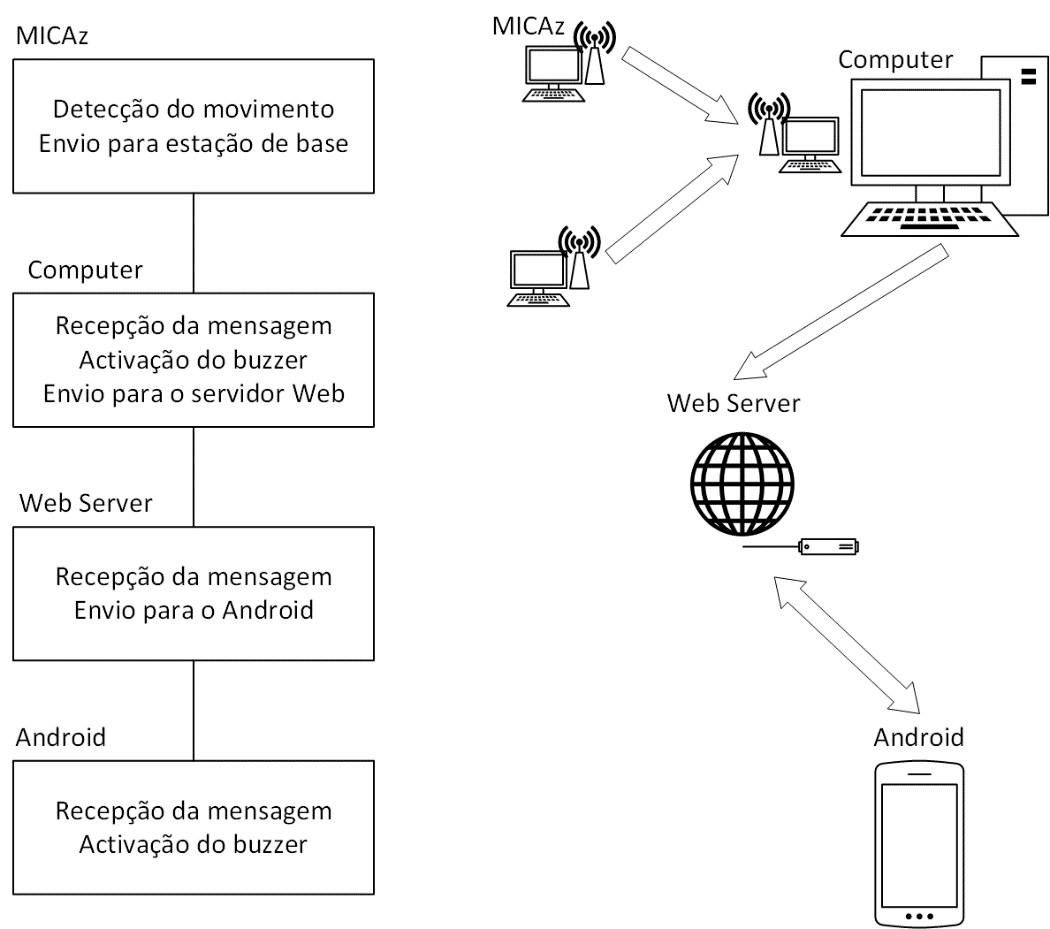 MICAz
Detecção do movimento
Envio para estação de base
Computer
Recepção da mensagem
Activação do buzzer
Envio para o servidor Web
Web Server
Recepção da mensagem
Envio para o Android
Android
Recepção da mensagem
Activação do buzzer
MICAz
Computer
Web Server
Android